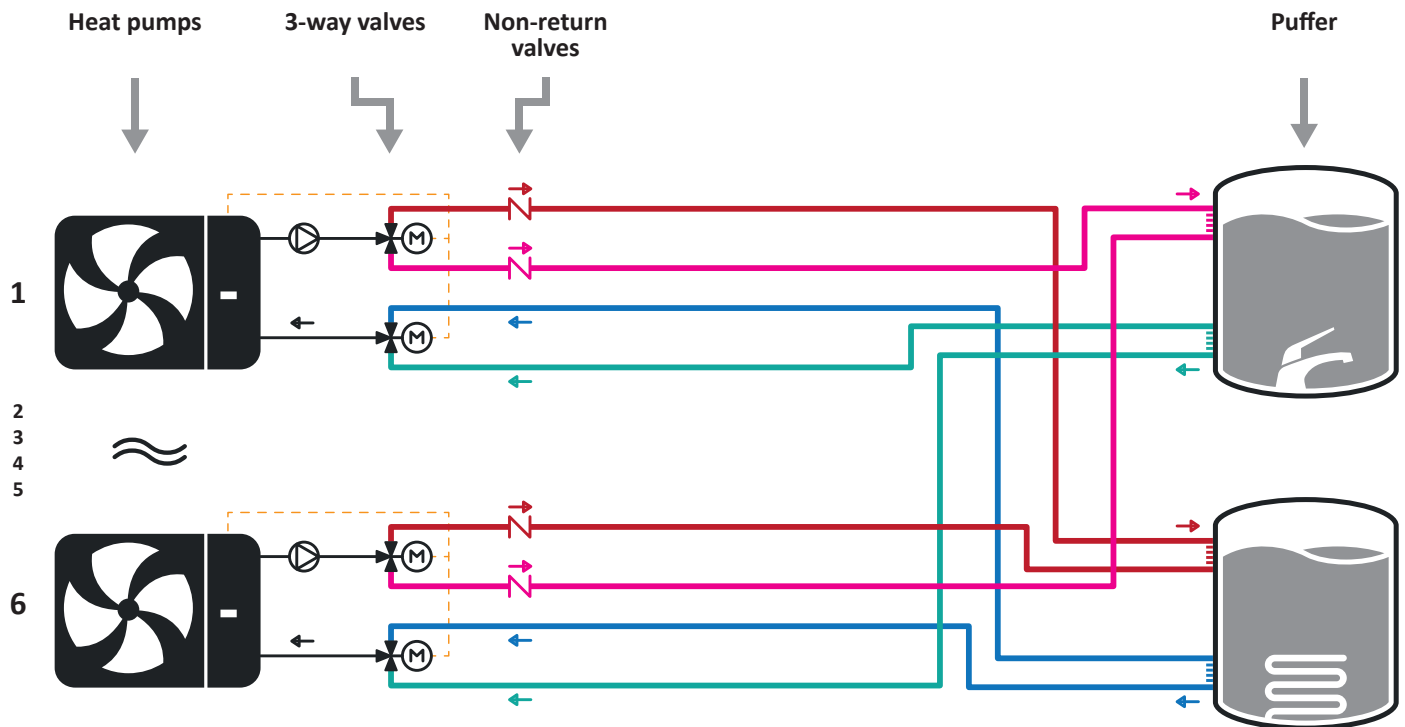 Heat pumps
3-way valves
Non-return
valves
Puffer
M
M
1
2
3
4
5
M
M
6